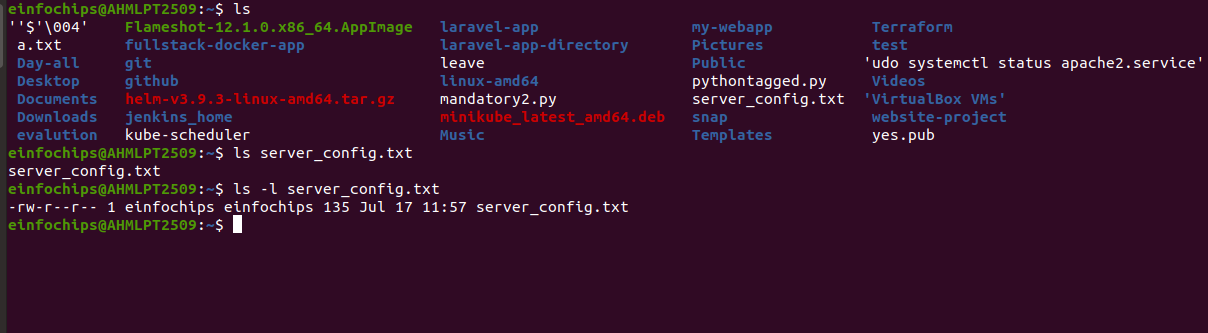 einfochips@AHMLPT2509:~$ ls
''$'\004' Flameshot-12.1.0.x86_64.AppImage laravel-app my-webapp Terraform
a.txt fullstack-docker-app laravel-app-directory Pictures test
Day-all git leave Public 'udo systemctl status apache2.service'
Desktop github linux-amd64 pythontagged.py Videos
Documents helm-v3.9.3-linux-amd64.tar.gz mandatory2.py server_config.txt 'VirtualBox VMs'
Downloads jenkins_home minikube_latest_amd64.deb snap website-project
evalution kube-scheduler Music Templates yes.pub
einfochips@AHMLPT2509:~$ ls server_config.txt
server_config.txt
einfochips@AHMLPT2509:~$ ls -l server_config.txt
-rw-r--r-- 1 einfochips einfochips 135 Jul 17 11:57 server_config.txt
einfochips@AHMLPT2509:~$